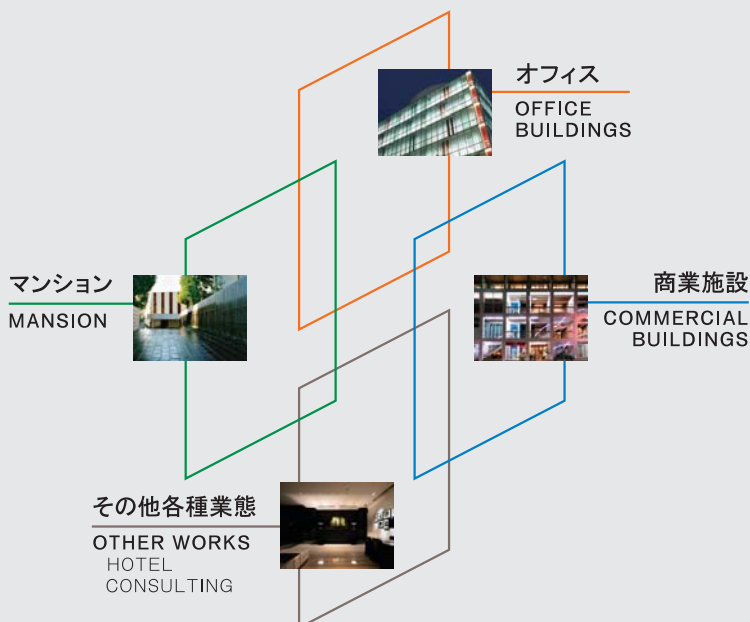 オフィス
OFFICE
BUILDINGS
マンション
MANSION
商業施設
COMMERCIAL
BUILDINGS
その他各種業態
OTHER WORKS
HOTEL
CONSULTING